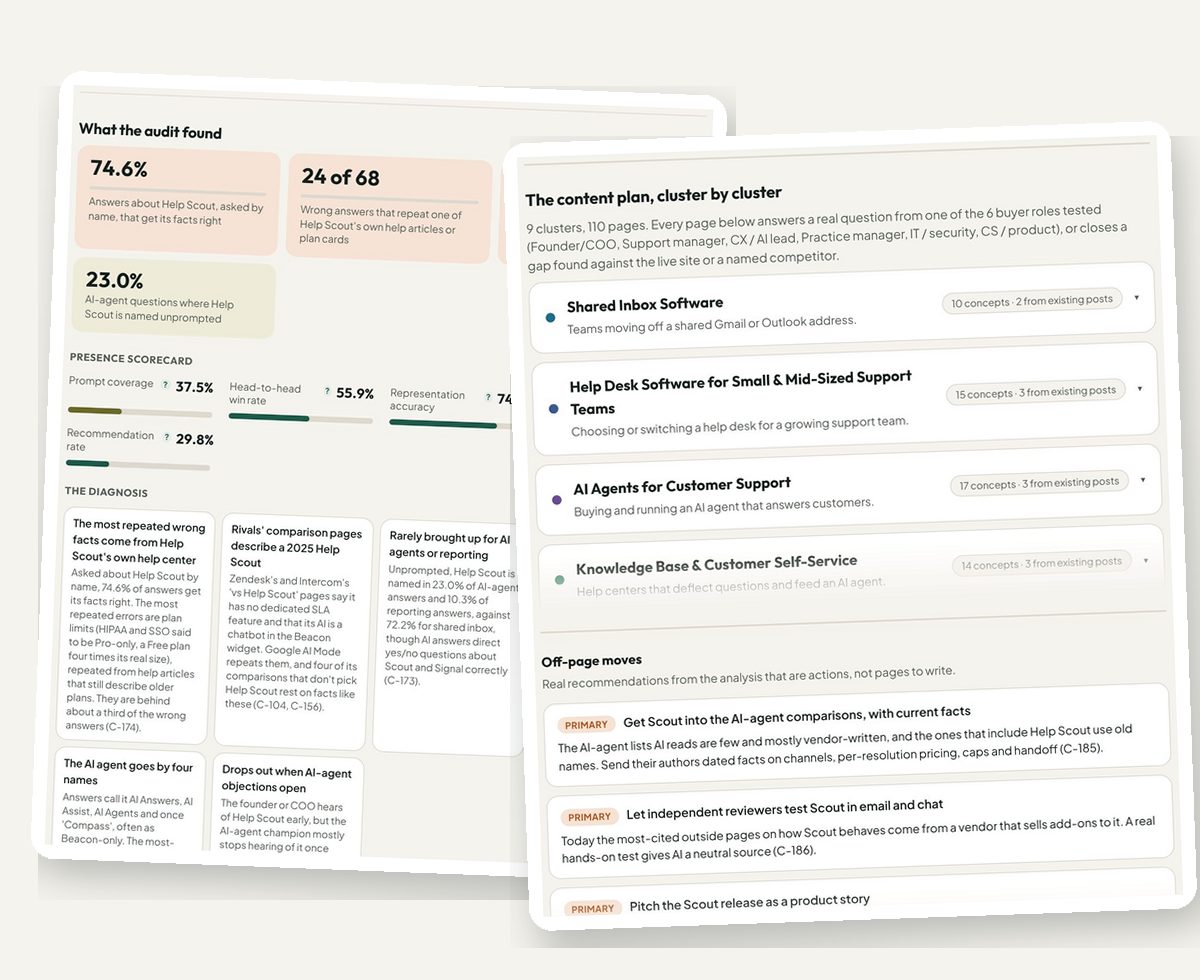 What the audit found
74.6%
Answers about Help Scout, asked by
name, that get its facts right
24 of 68
Wrong answers that repeat one of
Help Scout's own help articles or
plan cards
23.0%
AI-agent questions where Help
Scout is named unprompted
PRESENCE SCORECARD
Prompt coverage ? 37.5%
Head-to-head
win rate
? 55.9%
Representation
accuracy
? 74
Recommendation
rate
? 29.8%
THE DIAGNOSIS
The most repeated wrong
facts come from Help
Scout's own help center
Asked about Help Scout by
name, 74.6% of answers get
its facts right. The most
repeated errors are plan
limits (HIPAA and SSO said
to be Pro-only, a Free plan
four times its real size),
repeated from help articles
that still describe older
plans. They are behind
about a third of the wrong
answers (C-174).
Rivals' comparison pages
describe a 2025 Help
Scout
Zendesk's and Intercom's
'vs Help Scout' pages say it
has no dedicated SLA
feature and that its AI is a
chatbot in the Beacon
widget. Google AI Mode
repeats them, and four of its
comparisons that don't pick
Help Scout rest on facts like
these (C-104, C-156).
Rarely brought up for AI
agents or reporting
Unprompted, Help Scout is
named in 23.0% of AI-agent
answers and 10.3% of
reporting answers, against
72.2% for shared inbox,
though AI answers direct
yes/no questions about
Scout and Signal correctly
(C-173).
The AI agent goes by four
names
Answers call it AI Answers, AI
Assist, AI Agents and once
'Compass', often as
Beacon-only. The most-
Drops out when AI-agent
objections open
The founder or COO hears
of Help Scout early, but the
AI-agent champion mostly
stops hearing of it once
The content plan, cluster by cluster
9 clusters, 110 pages. Every page below answers a real question from one of the 6 buyer roles tested
(Founder/COO, Support manager, CX / AI lead, Practice manager, IT / security, CS / product), or closes a
gap found against the live site or a named competitor.
Shared Inbox Software
Teams moving off a shared Gmail or Outlook address.
10 concepts · 2 from existing posts
Help Desk Software for Small & Mid-Sized Support
Teams
Choosing or switching a help desk for a growing support team.
15 concepts · 3 from existing posts
AI Agents for Customer Support
Buying and running an AI agent that answers customers.
17 concepts · 3 from existing posts
Knowledge Base & Customer Self-Service
Help centers that deflect questions and feed an AI agent.
14 concepts · 3 from existing posts
Off-page moves
Real recommendations from the analysis that are actions, not pages to write.
PRIMARY Get Scout into the AI-agent comparisons, with current facts
The AI-agent lists AI reads are few and mostly vendor-written, and the ones that include Help Scout use old
names. Send their authors dated facts on channels, per-resolution pricing, caps and handoff (C-185).
PRIMARY Let independent reviewers test Scout in email and chat
Today the most-cited outside pages on how Scout behaves come from a vendor that sells add-ons to it. A real
hands-on test gives AI a neutral source (C-186).
PRIMARY Pitch the Scout release as a product story